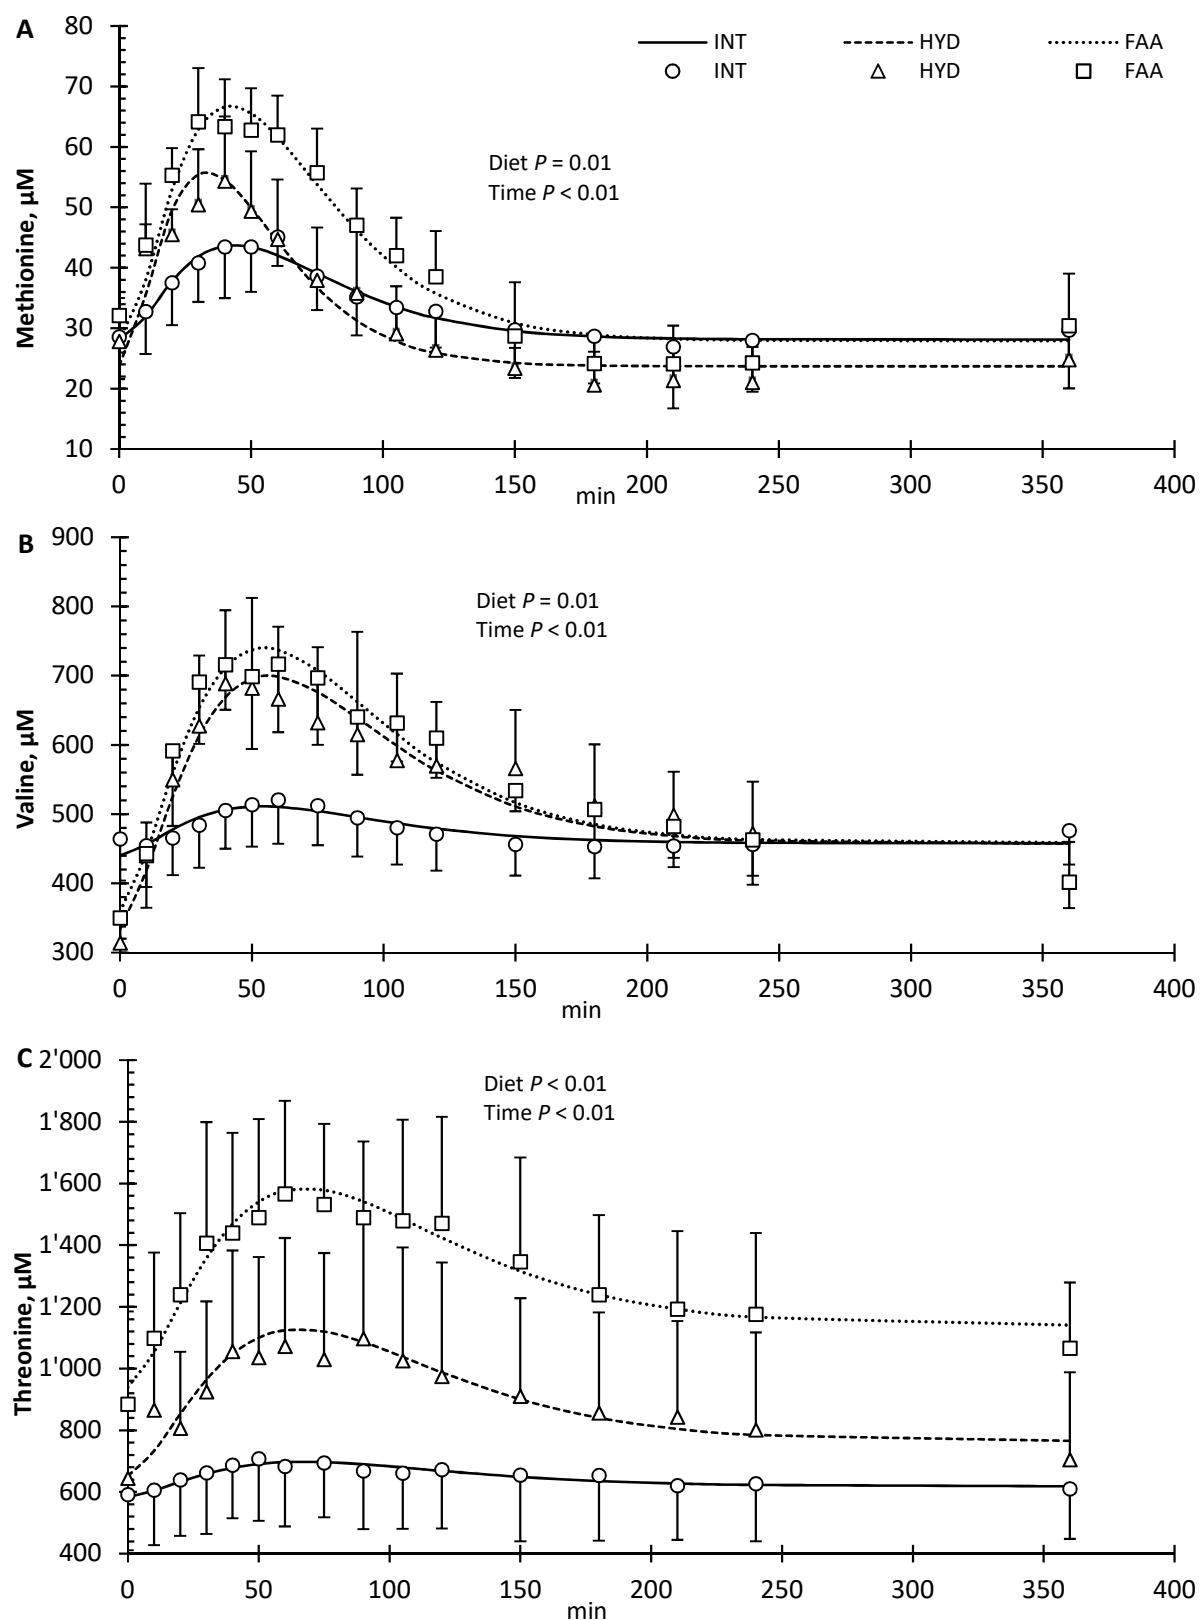 A
80
INT HYD FAA
INT HYD FAA
70
60
Diet P = 0.01
Time P < 0.01
50
40
30
20
10
Methionine, µM
0 50 100 150 200 250 300 350 400
min
B
900
800
Diet P = 0.01
Time P < 0.01
700
600
500
400
300
Valine, µM
0 50 100 150 200 250 300 350 400
min
C
2'000
Diet P < 0.01
Time P < 0.01
1'800
1'600
1'400
1'200
1'000
800
600
400
Threonine, µM
0 50 100 150 200 250 300 350 400
min